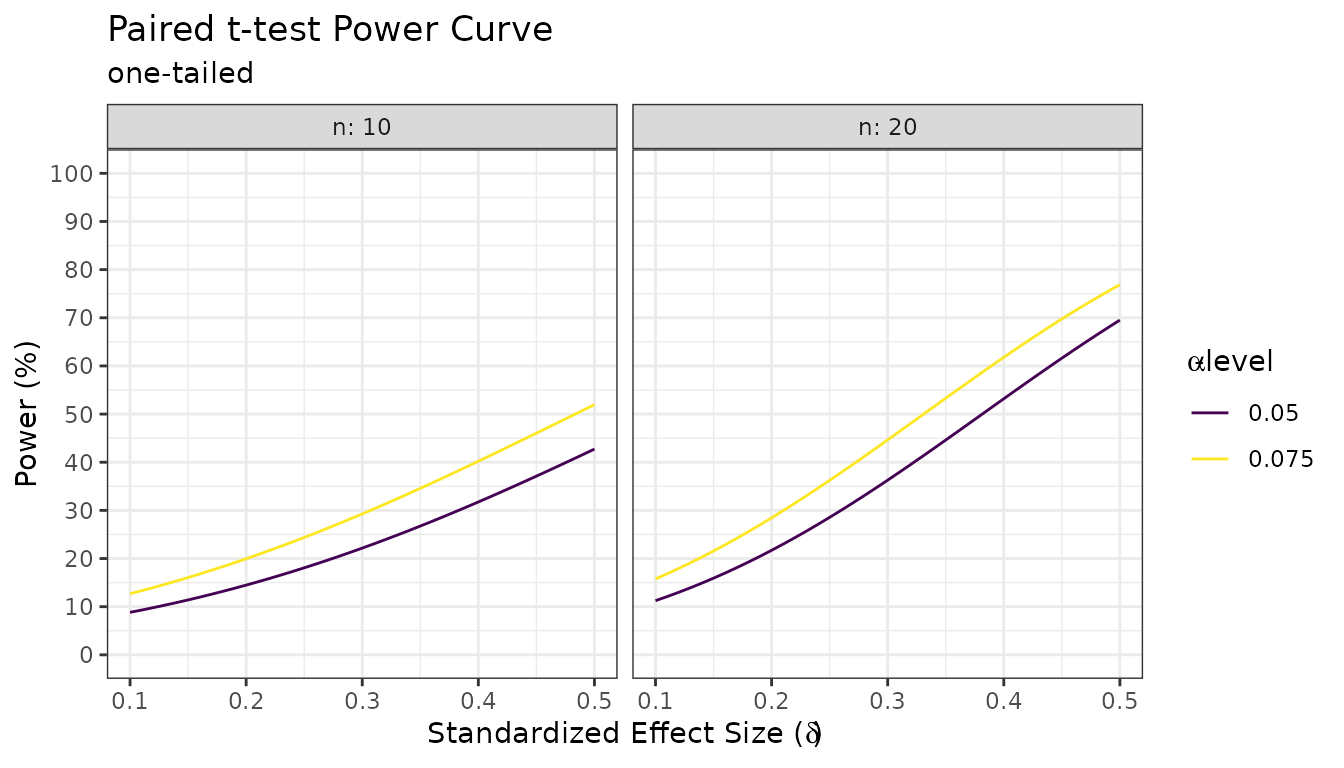 Paired t-test Power Curve
one-tailed
n: 10
n: 20
100
90
80
70
60
50
40
30
20
10
0
Power (%)
0.1 0.2 0.3 0.4 0.5
0.1 0.2 0.3 0.4 0.5
Standardized Effect Size (δ)
αlevel
0.05
0.075